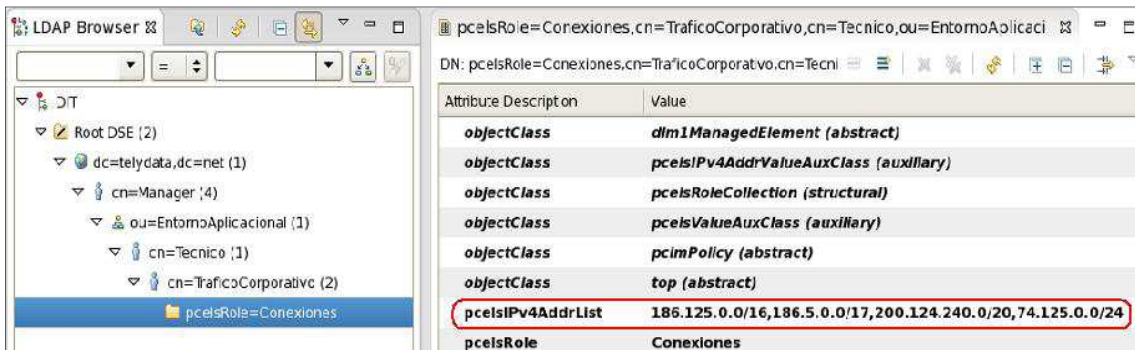 LDAP Browser
pcelsRole=Conexiones,cn=TraficoCorporativo,cn=Tecnico,ou=EntornoAplicaci
=
DN: pcelsRole=Conexiones,cn=TraficoCorporativo,cn=Tecni
DIT
Attribute Description Value
Root DSE (2)
objectClass dlm1ManagedElement (abstract)
dc=telydata,dc=net (1)
objectClass pcelsIPv4AddrValueAuxClass (auxiliary)
cn=Manager (4)
objectClass pcelsRoleCollection (structural)
ou=EntornoAplicacional (1)
objectClass pcelsValueAuxClass (auxiliary)
cn=Tecnico (1)
objectClass pcimPolicy (abstract)
cn=TraficoCorporativo (2)
objectClass top (abstract)
pcelsRole=Conexiones
pcelsIPv4AddrList 186.125.0.0/16,186.5.0.0/17,200.124.240.0/20,74.125.0.0/24
pcelsRole Conexiones